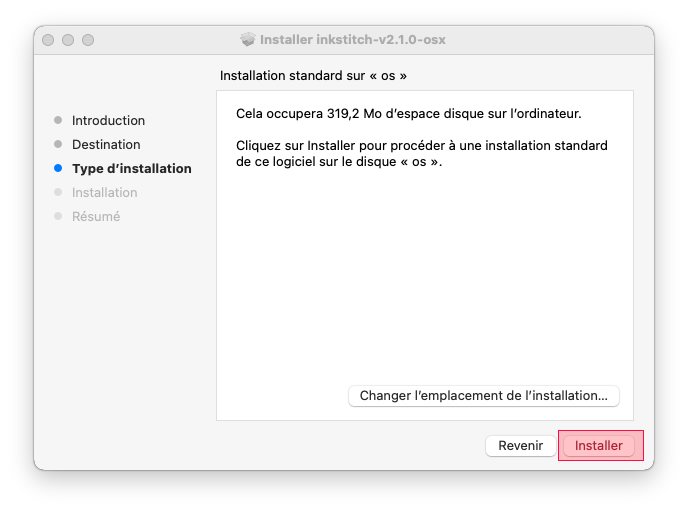 Installer inkstitch-v2.1.0-osx
Installation standard sur « os »
Introduction
Destination
Type d’installation
Installation
Résumé
Cela occupera 319,2 Mo d’espace disque sur l’ordinateur.
Cliquez sur Installer pour procéder à une installation standard
de ce logiciel sur le disque « os ».
Changer l’emplacement de l’installation...
Revenir
Installer